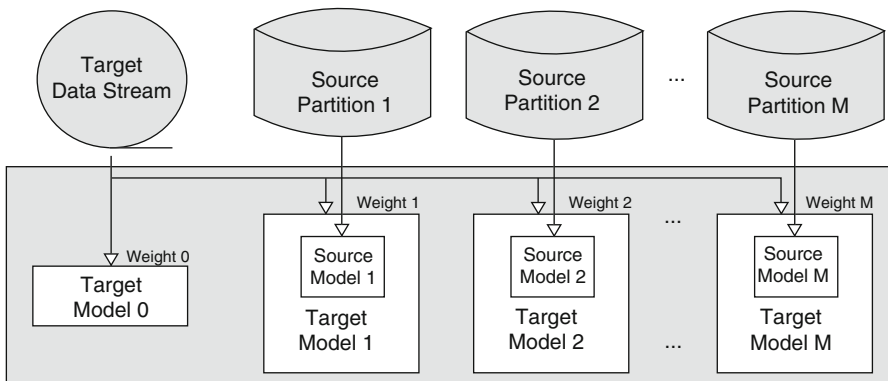 Target
Data Stream
Source
Partition 1
Source
Partition 2
...
Source
Partition M
Weight 0
Weight 1
Weight 2
...
Weight M
Target
Model 0
Source
Model 1
Target
Model 1
Source
Model 2
Target
Model 2
...
Source
Model M
Target
Model M